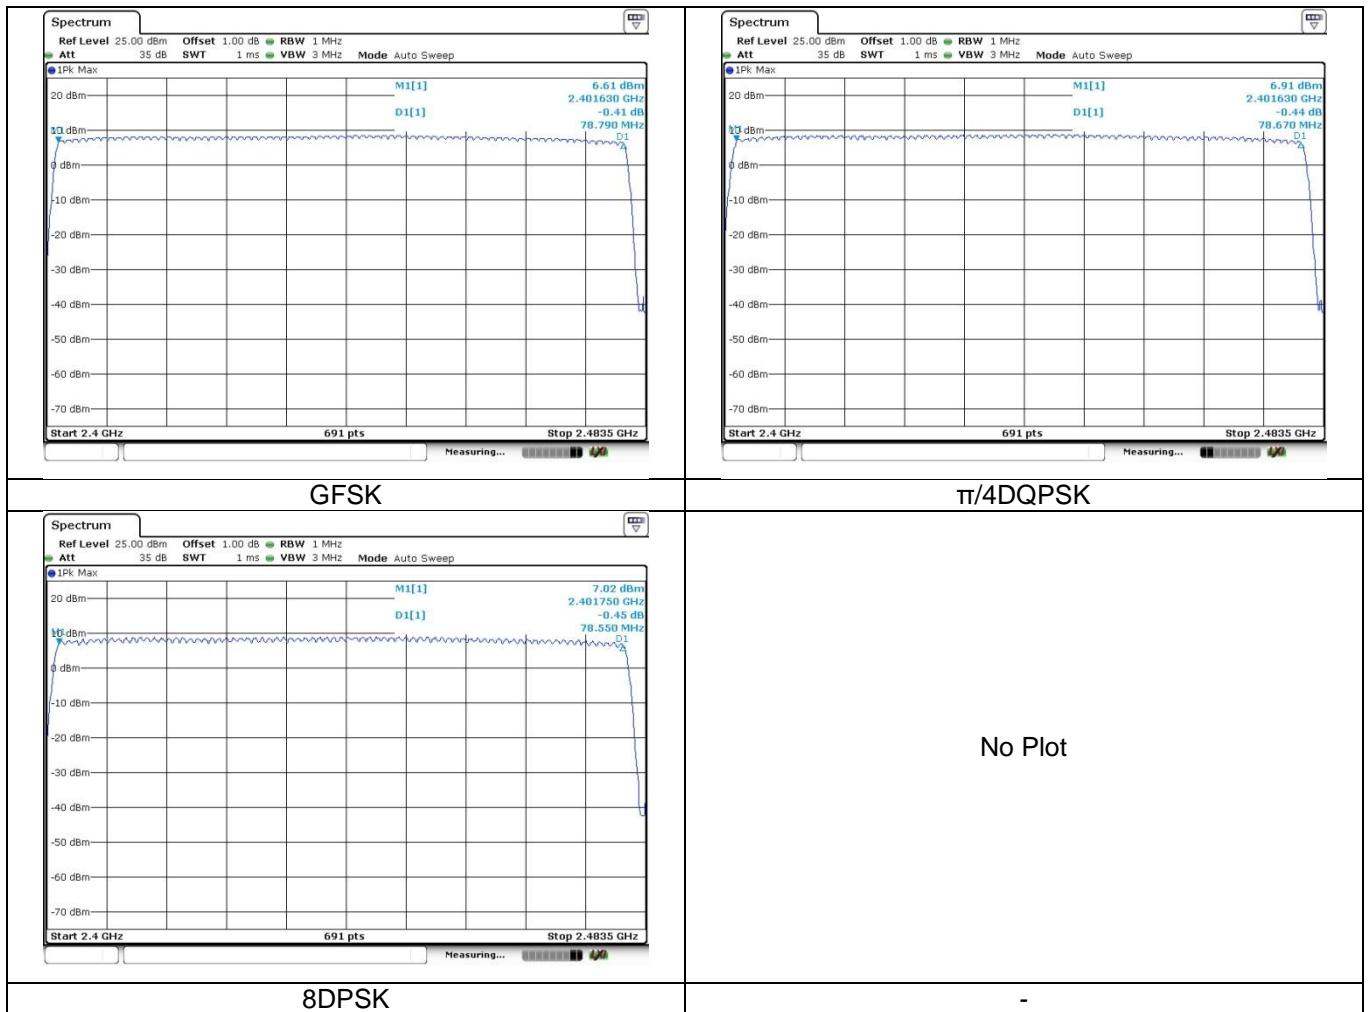 Spectrum
Ref Level 25.00 dBm Offset 1.00 dB RBW 1 MHz
Att 35 dB SWT 1 ms VBW 3 MHz Mode Auto Sweep
1Pk Max
M1[1] 6.61 dBm
2.401630 GHz
D1[1] -0.41 dB
78.790 MHz
20 dBm
10 dBm
M1
D1
0 dBm
-10 dBm
-20 dBm
-30 dBm
-40 dBm
-50 dBm
-60 dBm
-70 dBm
Start 2.4 GHz 691 pts Stop 2.4835 GHz
Measuring...
GFSK
Spectrum
Ref Level 25.00 dBm Offset 1.00 dB RBW 1 MHz
Att 35 dB SWT 1 ms VBW 3 MHz Mode Auto Sweep
1Pk Max
M1[1] 6.91 dBm
2.401630 GHz
D1[1] -0.44 dB
78.670 MHz
20 dBm
10 dBm
M1
D1
0 dBm
-10 dBm
-20 dBm
-30 dBm
-40 dBm
-50 dBm
-60 dBm
-70 dBm
Start 2.4 GHz 691 pts Stop 2.4835 GHz
Measuring...
π/4DQPSK
Spectrum
Ref Level 25.00 dBm Offset 1.00 dB RBW 1 MHz
Att 35 dB SWT 1 ms VBW 3 MHz Mode Auto Sweep
1Pk Max
M1[1] 7.02 dBm
2.401750 GHz
D1[1] -0.45 dB
78.550 MHz
20 dBm
10 dBm
M1
D1
0 dBm
-10 dBm
-20 dBm
-30 dBm
-40 dBm
-50 dBm
-60 dBm
-70 dBm
Start 2.4 GHz 691 pts Stop 2.4835 GHz
Measuring...
8DPSK
No Plot
-